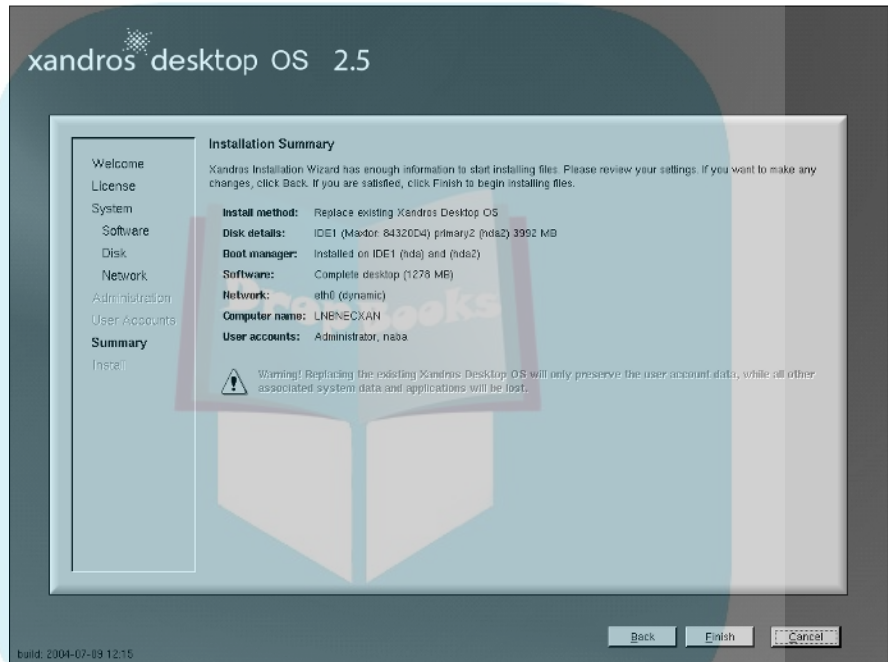 xandros desktop OS 2.5
Installation Summary
Xandros Installation Wizard has enough information to start installing files. Please review your settings. If you want to make any
changes, click Back. If you are satisfied, click Finish to begin installing files.
Welcome
License
System
Software
Disk
Network
Administration
User Accounts
Summary
Install
Install method: Replace existing Xandros Desktop OS
Disk details: IDE1 (Maxtor 84320D4) primary2 (hda2) 3992 MB
Boot manager: Installed on IDE1 (hda) and (hda2)
Software: Complete desktop (1278 MB)
Network: eth0 (dynamic)
Computer name: LNBNECXAN
User accounts: Administrator, naba
Warning! Replacing the existing Xandros Desktop OS will only preserve the user account data, while all other
associated system data and applications will be lost.
DropBooks
Back
Finish
Cancel
build: 2004-07-09 12:15